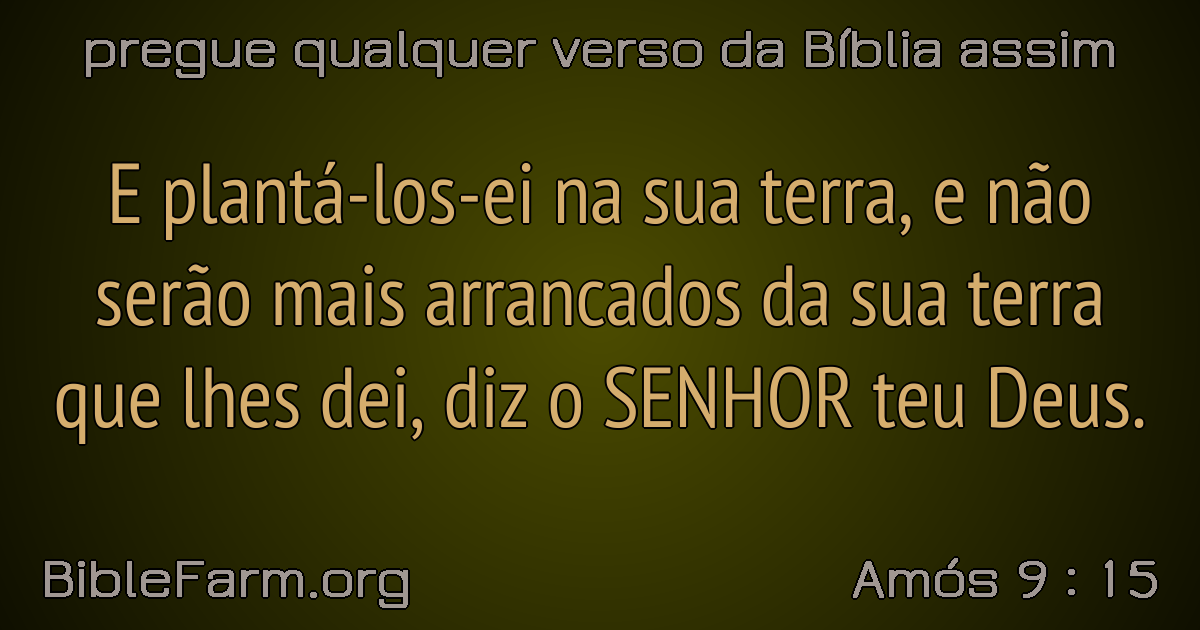 pregue qualquer verso da Bíblia assim
E plantá-los-ei na sua terra, e não
serão mais arrancados da sua terra
que lhes dei, diz o SENHOR teu Deus.
BibleFarm.org
Amós 9 : 15